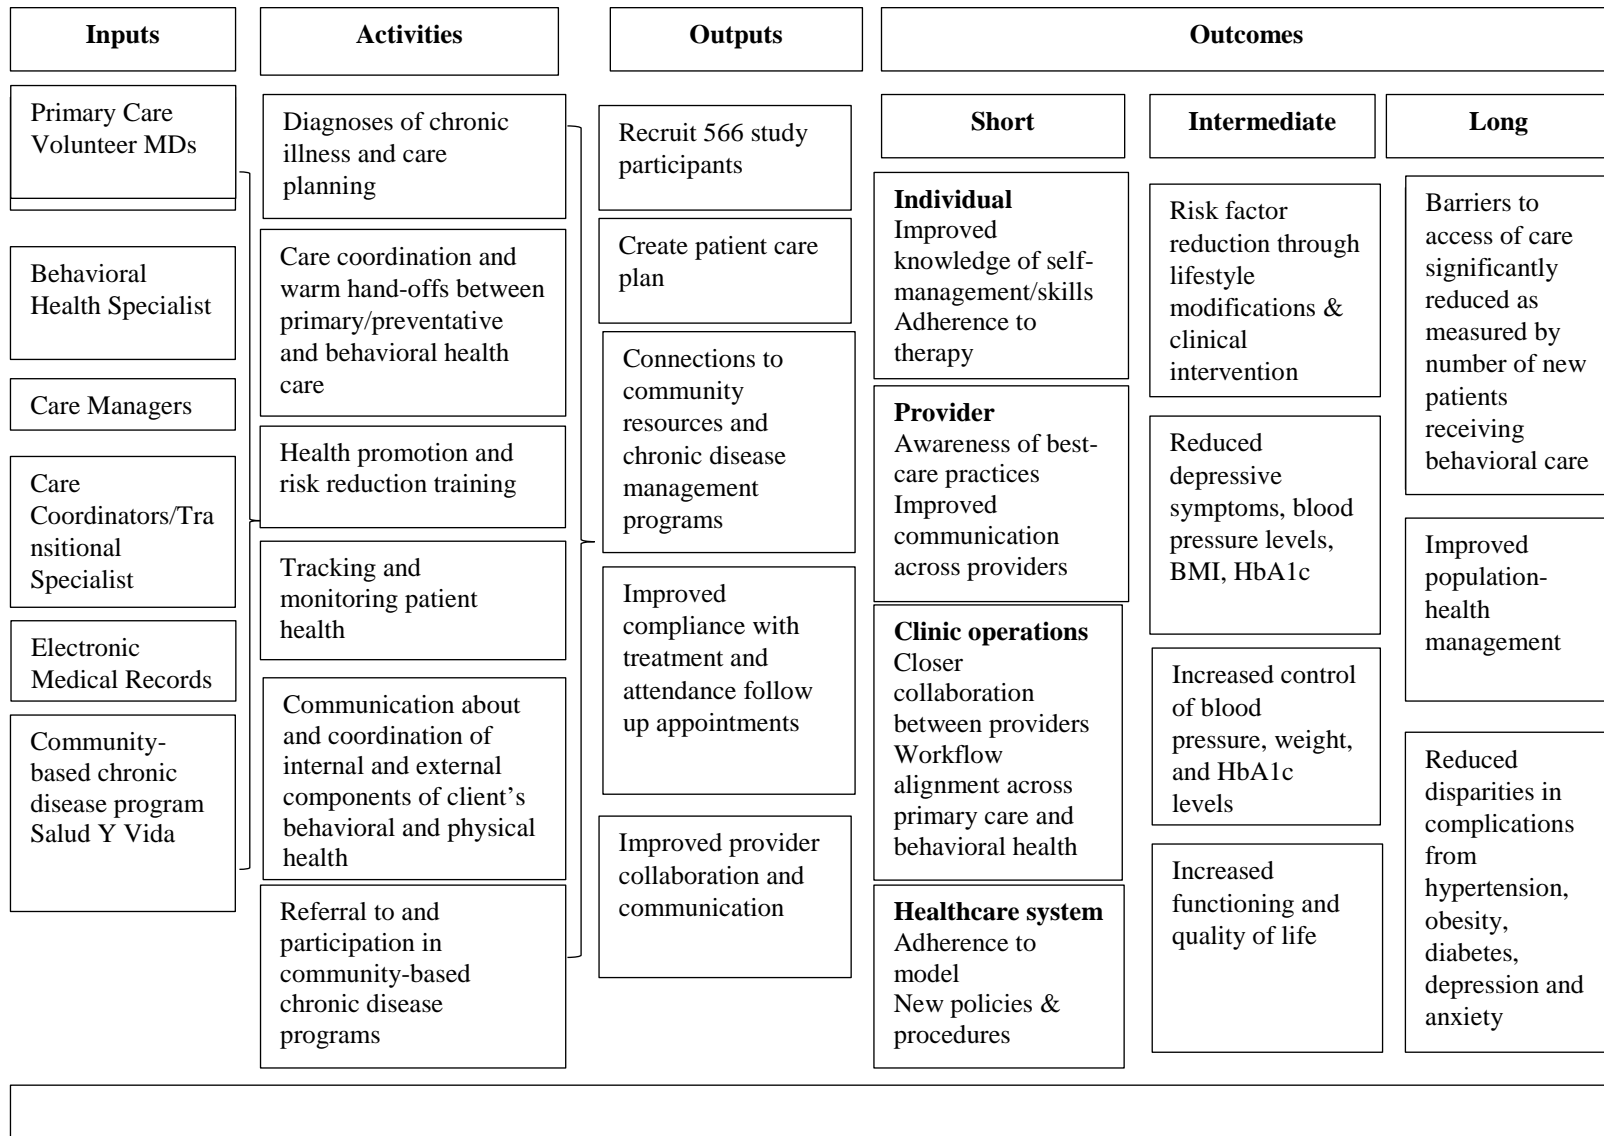 Inputs
Activities
Outputs
Outcomes
Primary Care
Volunteer MDs
Behavioral
Health Specialist
Care Managers
Care
Coordinators/Tra
nsitional
Specialist
Electronic
Medical Records
Community-
based chronic
disease program
Salud Y Vida
Diagnoses of chronic
illness and care
planning
Care coordination and
warm hand-offs between
primary/preventative
and behavioral health
care
Health promotion and
risk reduction training
Tracking and
monitoring patient
health
Communication about
and coordination of
internal and external
components of client’s
behavioral and physical
health
Referral to and
participation in
community-based
chronic disease
programs
Recruit 566 study
participants
Create patient care
plan
Connections to
community
resources and
chronic disease
management
programs
Improved
compliance with
treatment and
attendance follow
up appointments
Improved provider
collaboration and
communication
Short
Individual
Improved
knowledge of self-
management/skills
Adherence to
therapy
Provider
Awareness of best-
care practices
Improved
communication
across providers
Clinic operations
Closer
collaboration
between providers
Workflow
alignment across
primary care and
behavioral health
Healthcare system
Adherence to
model
New policies &
procedures
Intermediate
Risk factor
reduction through
lifestyle
modifications &
clinical
intervention
Reduced
depressive
symptoms, blood
pressure levels,
BMI, HbA1c
Increased control
of blood
pressure, weight,
and HbA1c
levels
Increased
functioning and
quality of life
Long
Barriers to
access of care
significantly
reduced as
measured by
number of new
patients
receiving
behavioral care
Improved
population-
health
management
Reduced
disparities in
complications
from
hypertension,
obesity,
diabetes,
depression and
anxiety